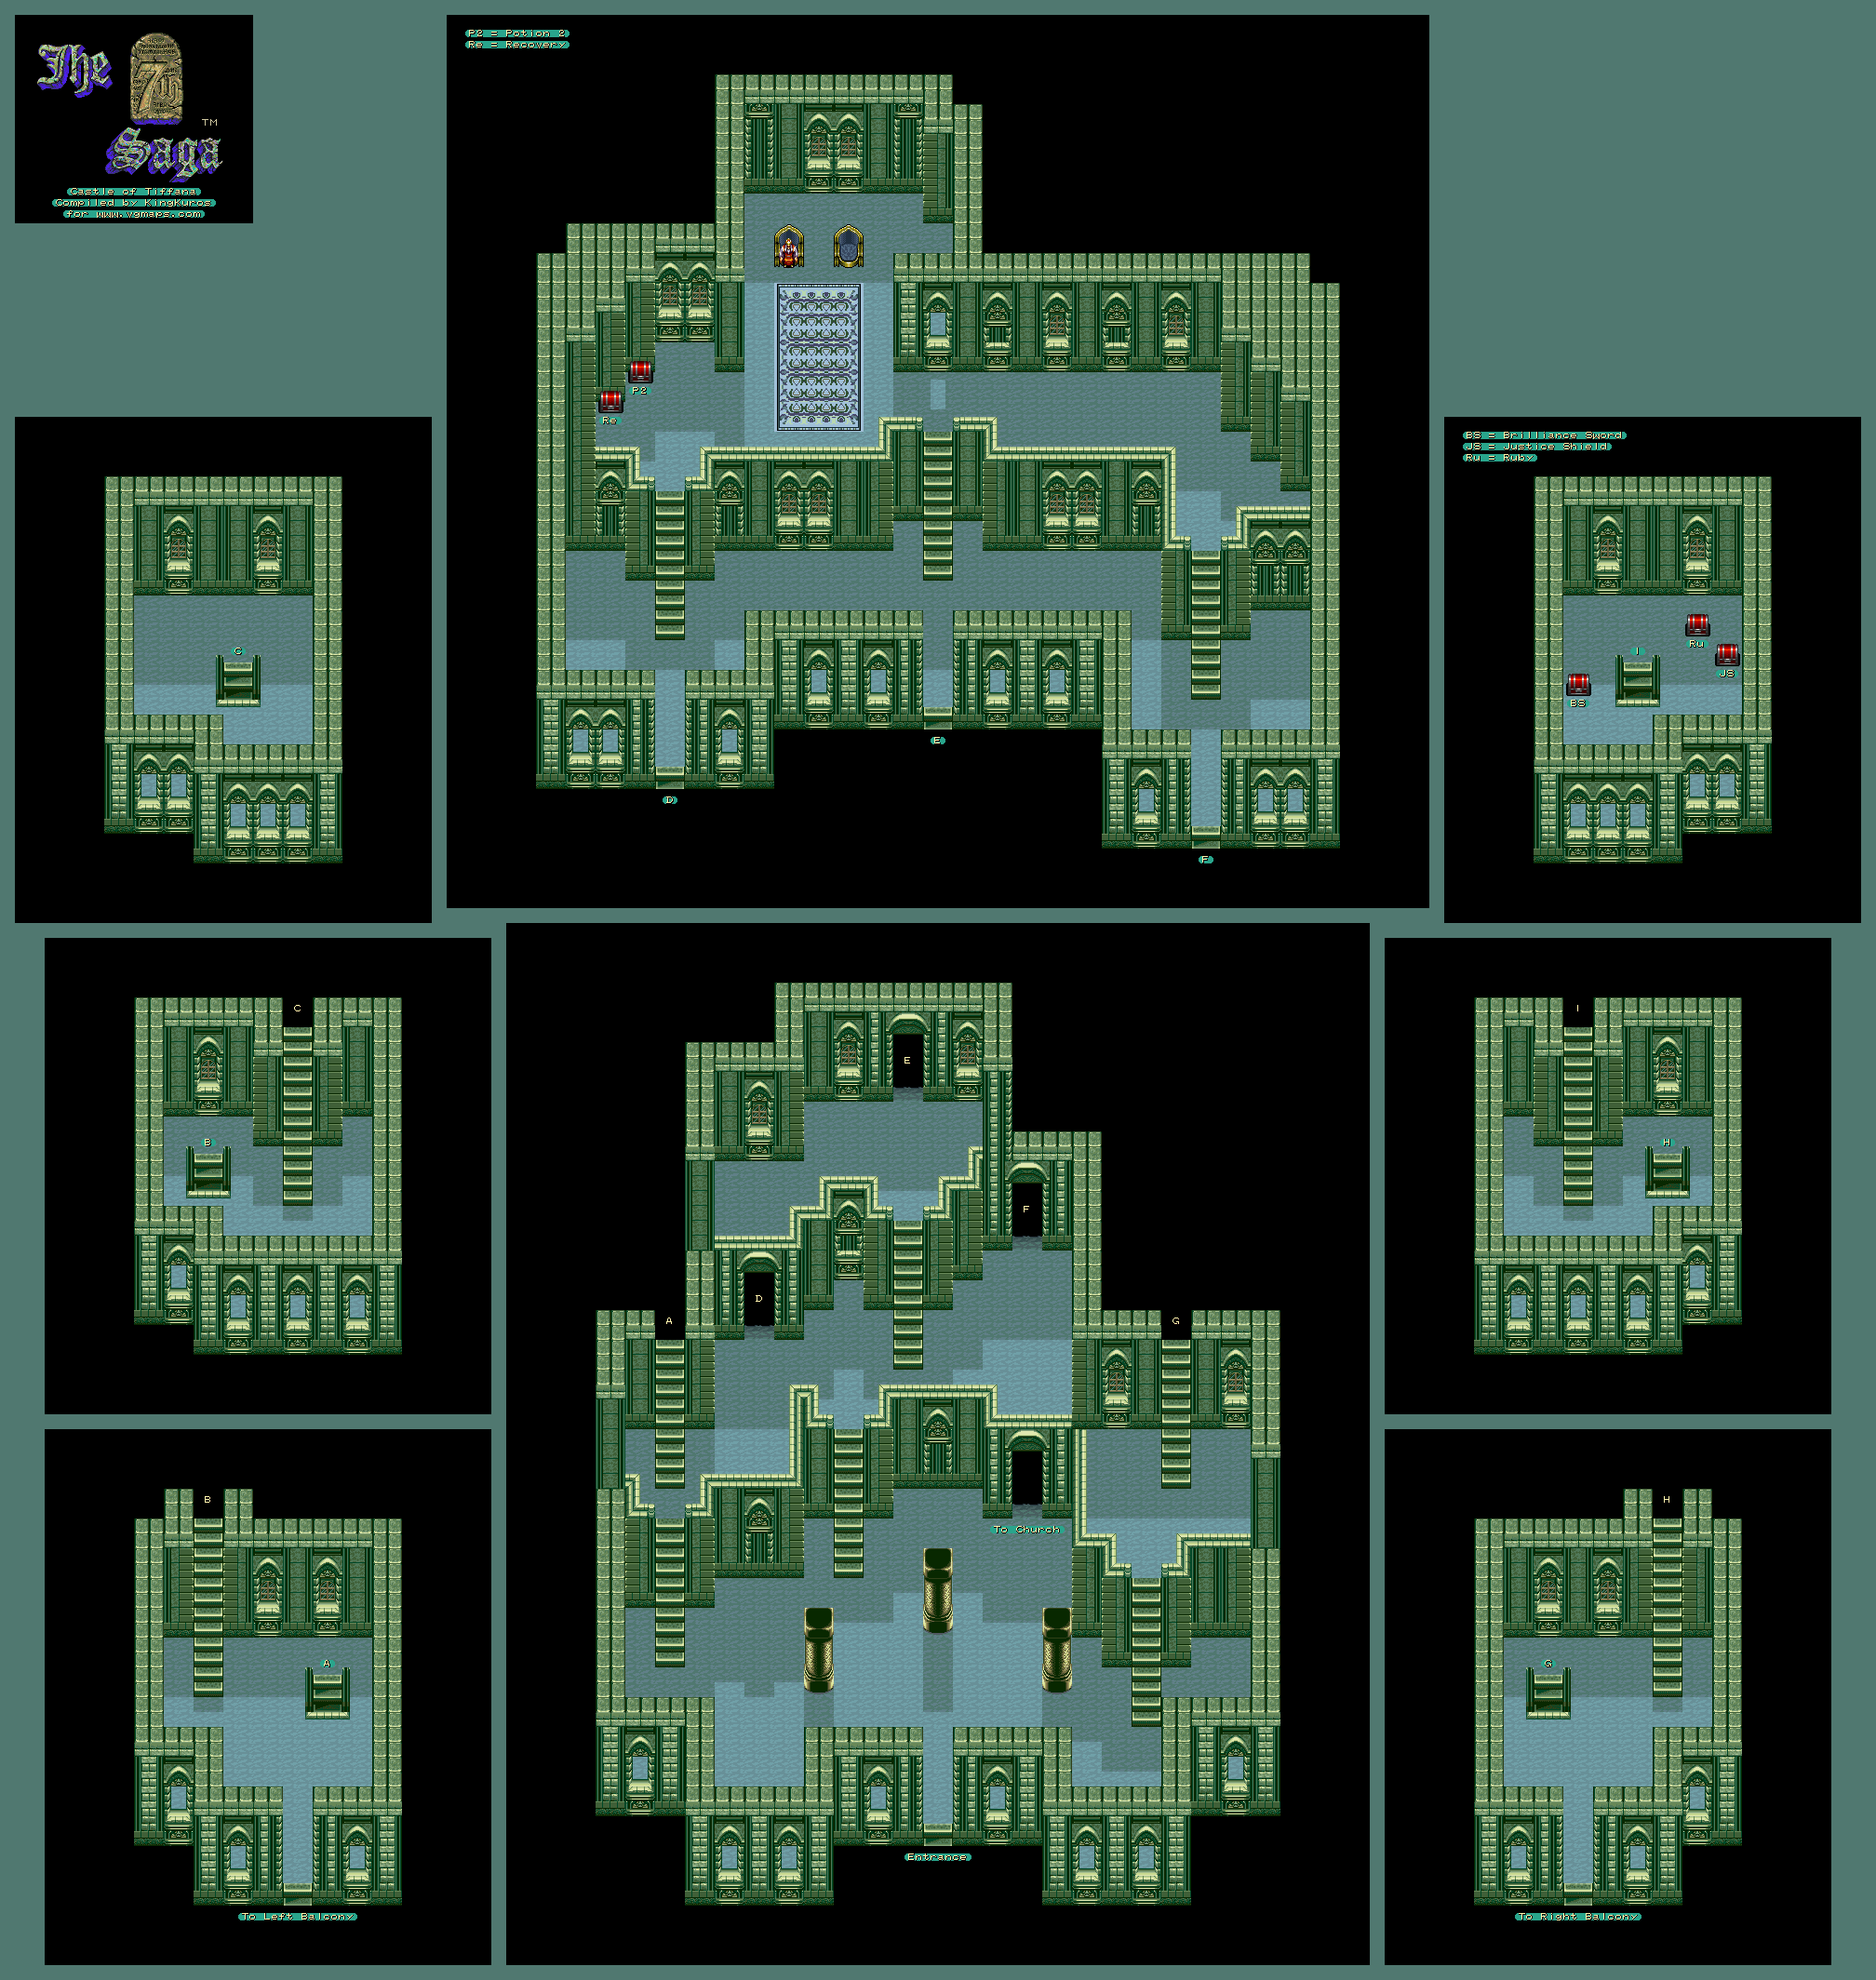 The
7th
TM
Saga
Castle of Tiffana
Compiled by KingKuros
for www.vgmaps.com
P2 = Potion 2
Re = Recovery
P2
Re
D
E
F
C
BS = Brilliance Sword
JS = Justice Shield
Ru = Ruby
Ru
I
JS
BS
C
B
E
F
D
A
G
To Church
Entrance
I
H
B
A
To Left Balcony
H
G
To Right Balcony